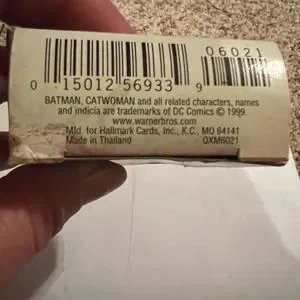 06021
0 15012 56933 9
BATMAN, CATWOMAN and all related characters, names
and indicia are trademarks of DC Comics © 1999.
www.warnerbros.com
Mfd. for Hallmark Cards, Inc., K.C., MO 64141
Made in Thailand QXM6021